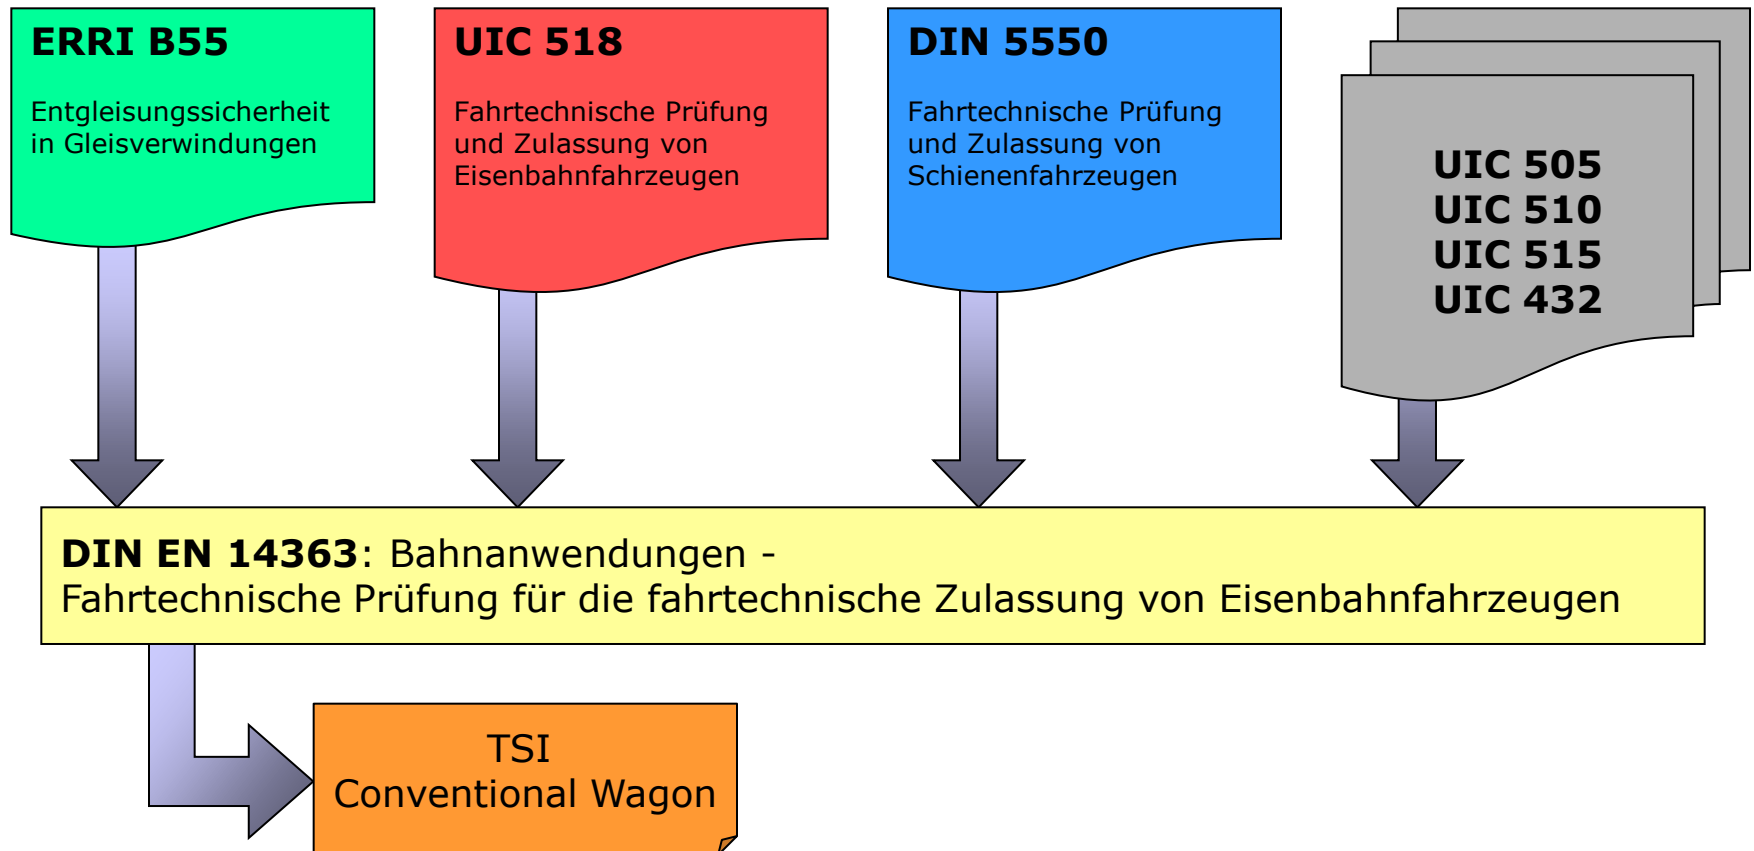 ERRI B55
Entgleisungssicherheit
in Gleisverwindungen
UIC 518
Fahrtechnische Prüfung
und Zulassung von
Eisenbahnfahrzeugen
DIN 5550
Fahrtechnische Prüfung
und Zulassung von
Schienenfahrzeugen
UIC 505
UIC 510
UIC 515
UIC 432
DIN EN 14363: Bahnanwendungen -
Fahrtechnische Prüfung für die fahrtechnische Zulassung von Eisenbahnfahrzeugen
TSI
Conventional Wagon